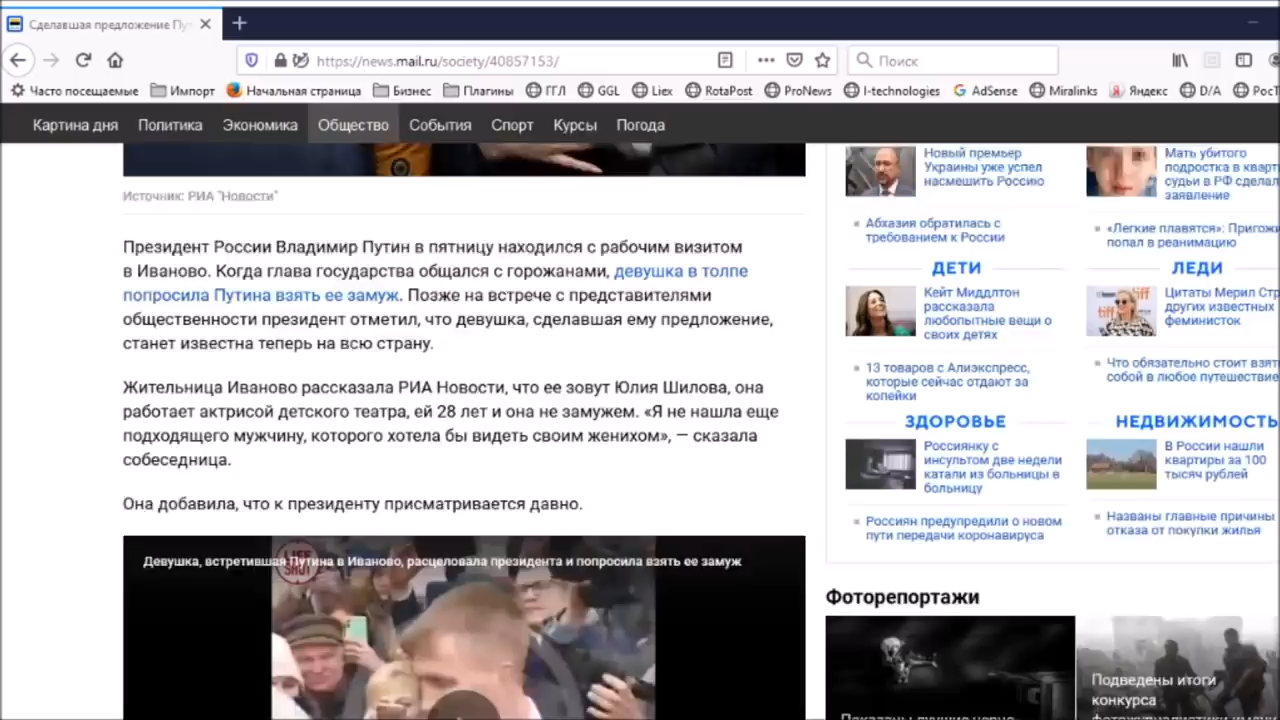 Сделавшая предложение Пу
https://news.mail.ru/society/40857153/
Поиск
Часто посещаемые Импорт Начальная страница Бизнес Плагины ГГЛ GGL Liex RotaPost ProNews I-technologies AdSense Miralinks Яндекс D/A РосТ
Картина дня Политика Экономика Общество События Спорт Курсы Погода
Источник: РИА "Новости"
Президент России Владимир Путин в пятницу находился с рабочим визитом
в Иваново. Когда глава государства общался с горожанами, девушка в толпе
попросила Путина взять ее замуж. Позже на встрече с представителями
общественности президент отметил, что девушка, сделавшая ему предложение,
станет известна теперь на всю страну.
Жительница Иваново рассказала РИА Новости, что ее зовут Юлия Шилова, она
работает актрисой детского театра, ей 28 лет и она не замужем. «Я не нашла еще
подходящего мужчину, которого хотела бы видеть своим женихом», — сказала
собеседница.
Она добавила, что к президенту присматривается давно.
Девушка, встретившая Путина в Иваново, расцеловала президента и попросила взять ее замуж
Новый премьер
Украины уже успел
насмешить Россию
Абхазия обратилась с
требованием к России
ДЕТИ
Кейт Миддлтон
рассказала
любопытные вещи о
своих детях
13 товаров с Алиэкспресс,
которые сейчас отдают за
копейки
ЗДОРОВЬЕ
Россиянку с
инсультом две недели
катали из больницы в
больницу
Россиян предупредили о новом
пути передачи коронавируса
Мать убитого
подростка в кварт
судьи в РФ сделал
заявление
«Легкие плавятся»: Пригожи
попал в реанимацию
ЛЕДИ
Цитаты Мерил Стр
других известных
феминисток
Что обязательно стоит взять
собой в любое путешествие
НЕДВИЖИМОСТЬ
В России нашли
квартиры за 100
тысяч рублей
Названы главные причины
отказа от покупки жилья
Фоторепортажи
Показаны лучшие черно-
Подведены итоги
конкурса